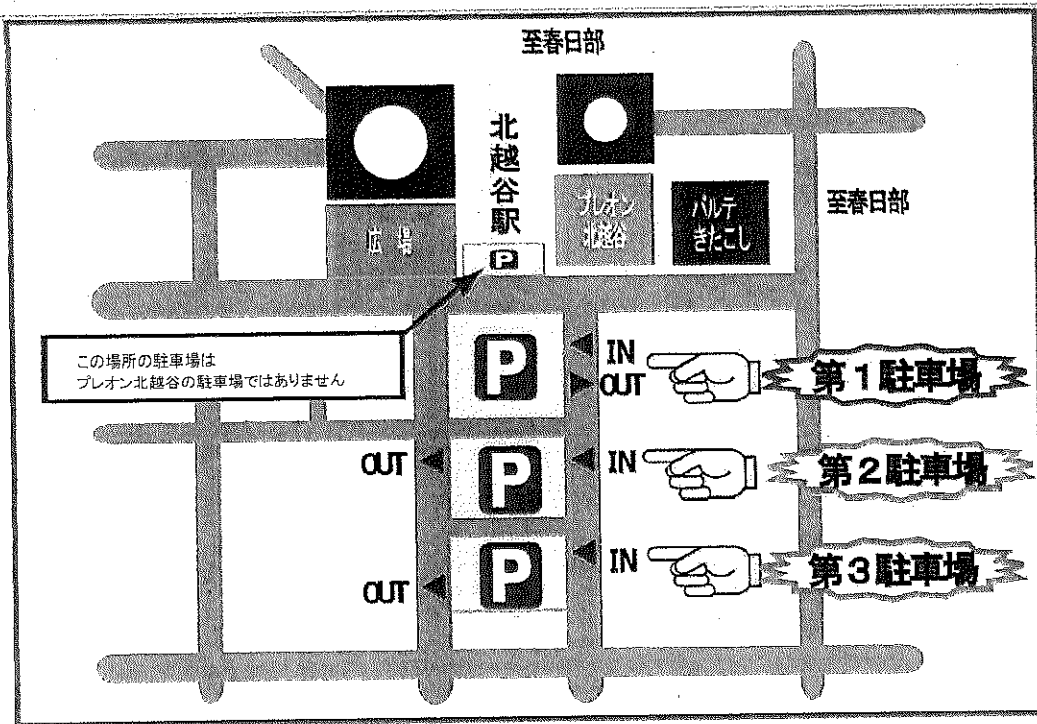 至春日部
北越谷駅
広場
P
プレオン
北越谷
パルテ
きたこし
至春日部
この場所の駐車場は
プレオン北越谷の駐車場ではありません
P
IN
OUT
第1駐車場
OUT
P
IN
第2駐車場
OUT
P
IN
第3駐車場